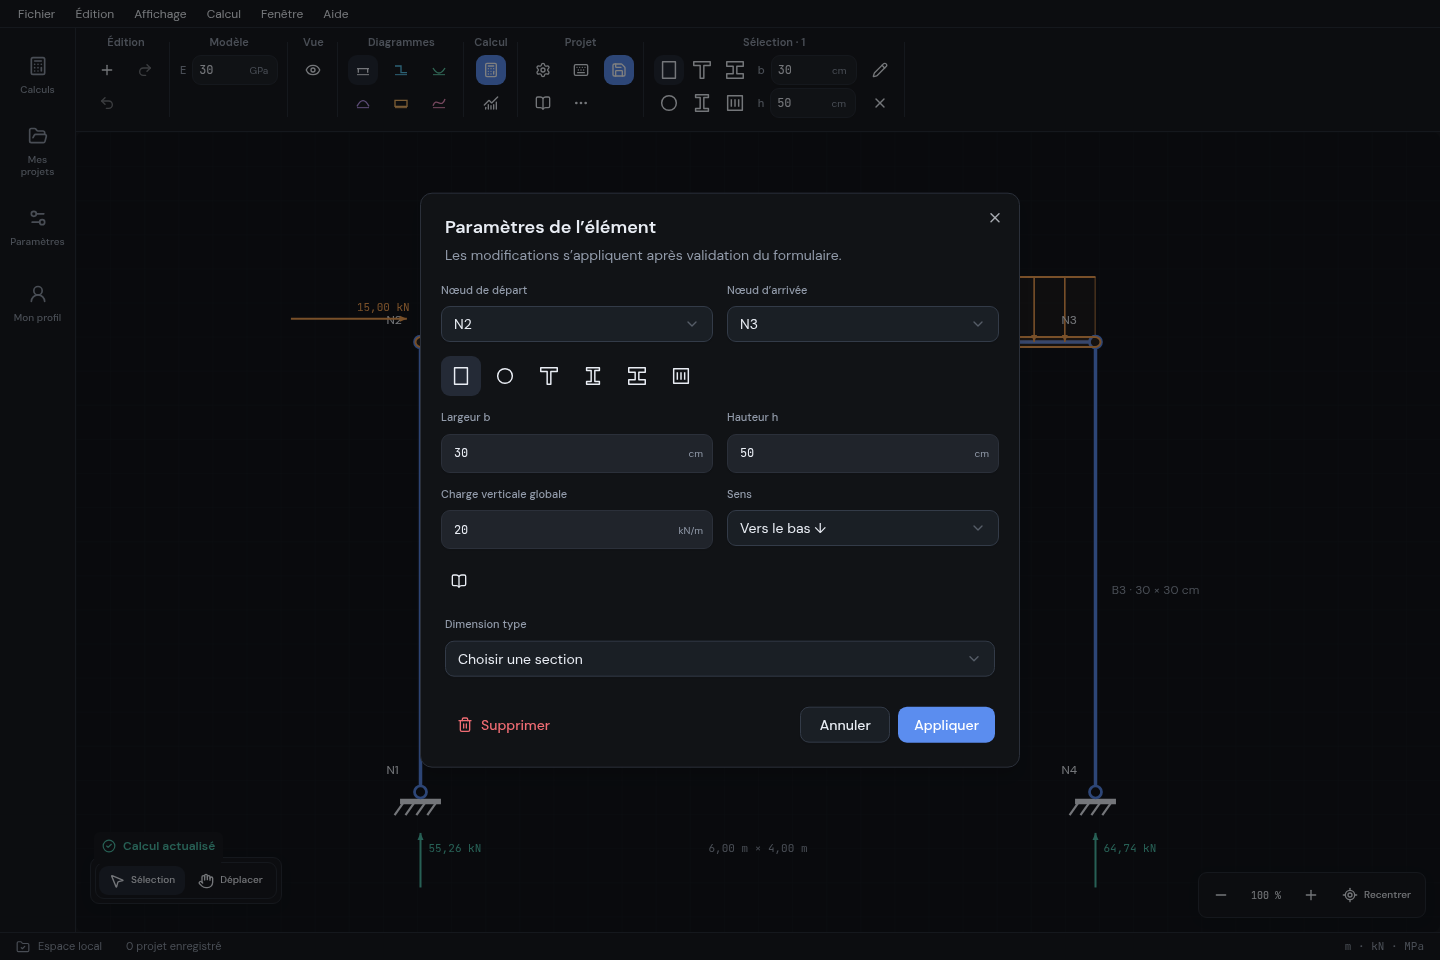 Fichier Édition Affichage Calcul Fenêtre Aide
Édition Modèle Vue Diagrammes Calcul Projet Sélection · 1
E 30 GPa b 30 cm
h 50 cm
Calculs
Mes
projets
Paramètres
Mon profil
Paramètres de l’élément
Les modifications s’appliquent après validation du formulaire.
Nœud de départ Nœud d’arrivée
N2 N3
Largeur b Hauteur h
30 cm 50 cm
Charge verticale globale Sens
20 kN/m Vers le bas ↓
Dimension type
Choisir une section
Supprimer Annuler Appliquer
15,00 kN
N2 N3
B3 · 30 × 30 cm
N1 N4
55,26 kN 6,00 m × 4,00 m 64,74 kN
Calcul actualisé
Sélection Déplacer
100 % Recentrer
Espace local 0 projet enregistré m · kN · MPa